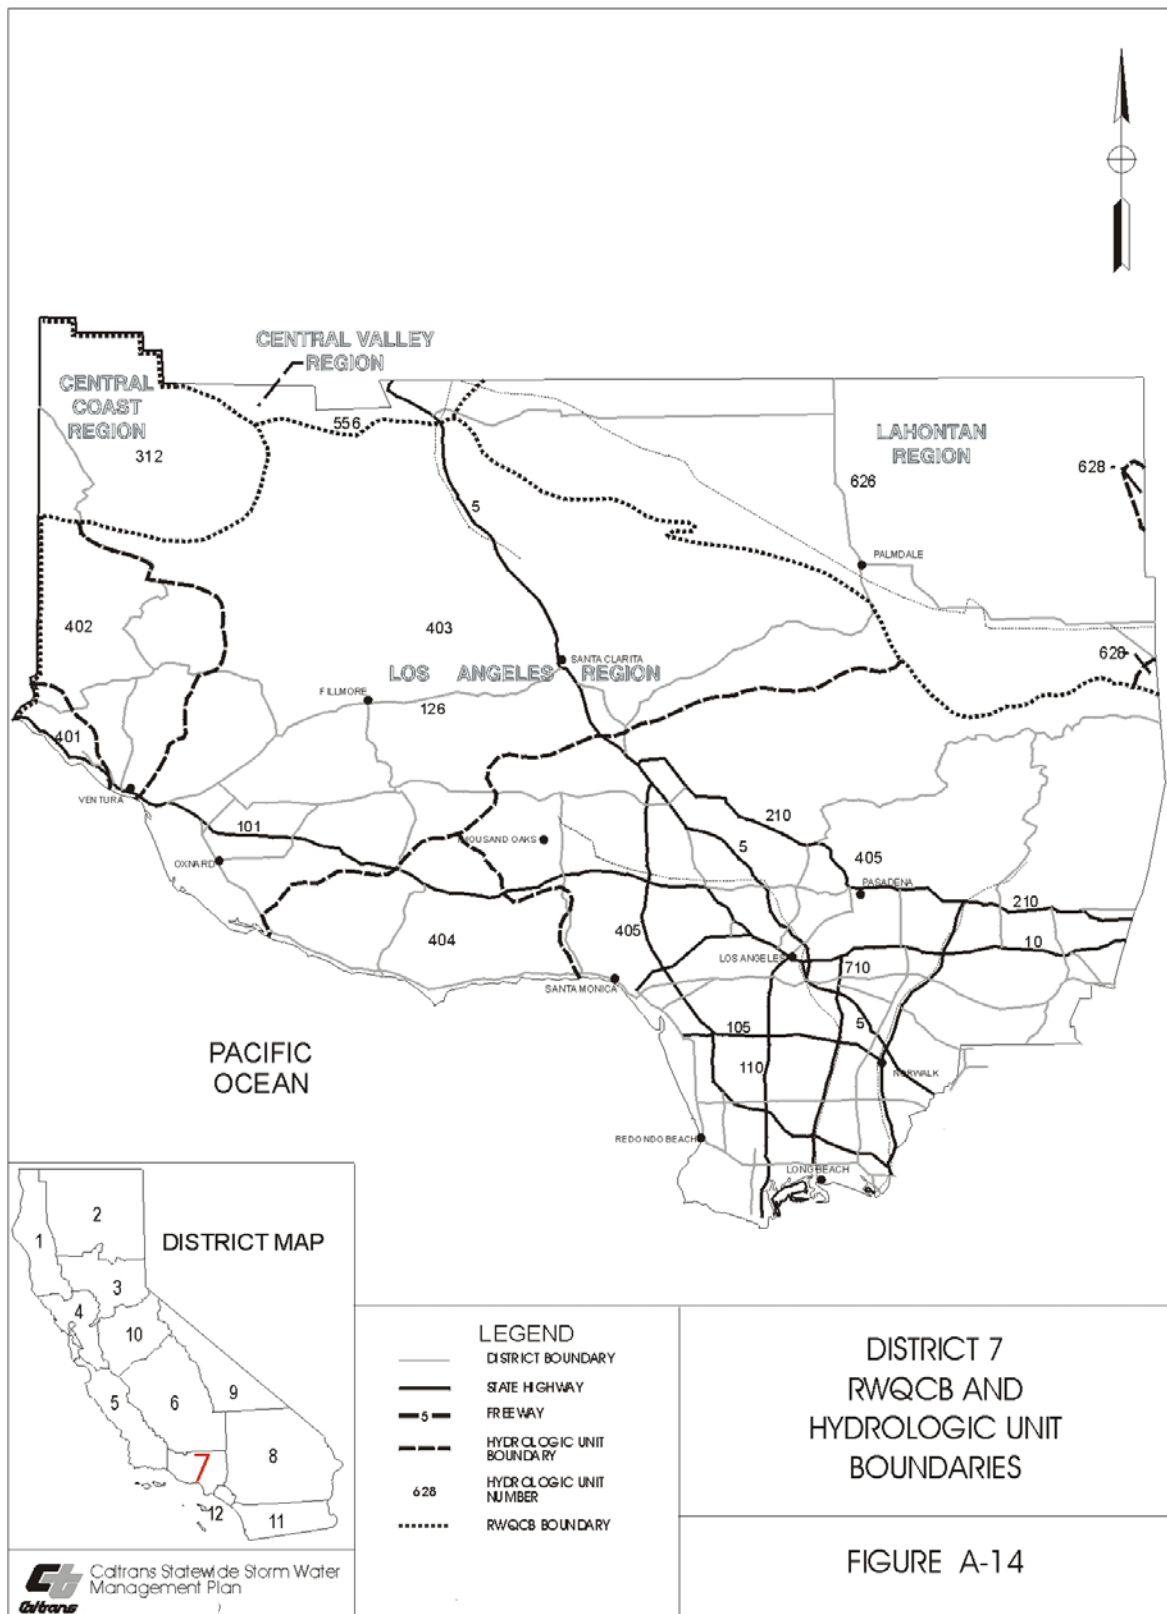 CENTRAL VALLEY
REGION
CENTRAL
COAST
REGION
312
556
LAHONTAN
REGION
626
628
5
PALMDALE
402
403
SANTA CLARITA
LOS ANGELES REGION
FILLMORE
126
628
401
VENTURA
101
210
5
405
THOUSAND OAKS
OXNARD
PASADENA
210
404
405
10
LOS ANGELES
710
SANTA MONICA
105
5
PACIFIC
OCEAN
110
NORWALK
REDONDO BEACH
LONG BEACH
DISTRICT MAP
1
2
3
4
10
5
6
9
7
8
12
11
LEGEND
DISTRICT BOUNDARY
STATE HIGHWAY
5
FREEWAY
HYDROLOGIC UNIT
BOUNDARY
628
HYDROLOGIC UNIT
NUMBER
RWQCB BOUNDARY
DISTRICT 7
RWQCB AND
HYDROLOGIC UNIT
BOUNDARIES
FIGURE A-14
Caltrans Statewide Storm Water
Management Plan
ct
Caltrans